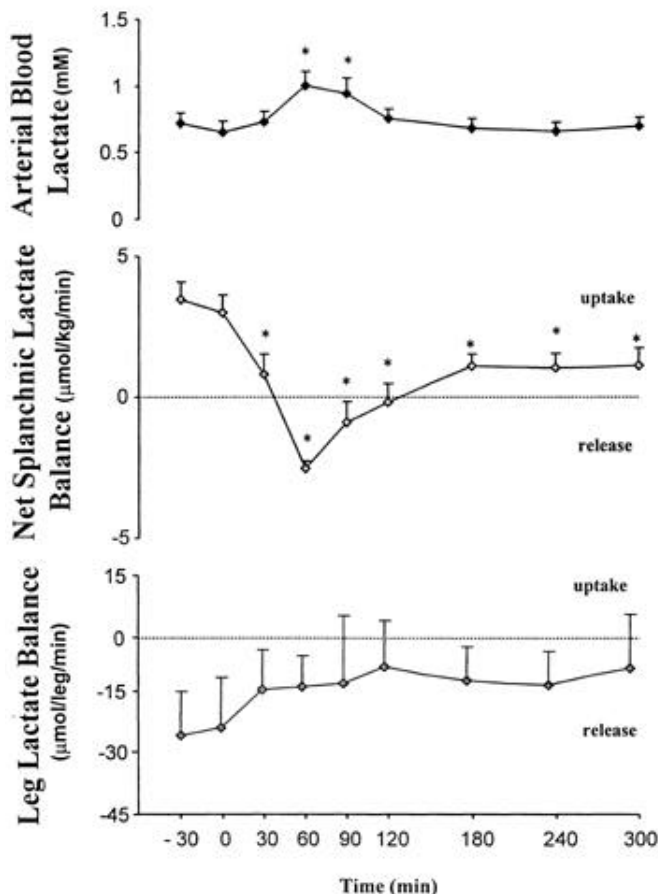 Arterial Blood
Lactate (mM)
1.5
1
0.5
0
*
*
Net Splanchnic Lactate
Balance (μmol/kg/min)
5
0
-5
uptake
release
*
*
*
*
*
*
*
Leg Lactate Balance
(μmol/leg/min)
15
0
-15
-30
-45
uptake
release
-30 0 30 60 90 120 180 240 300
Time (min)